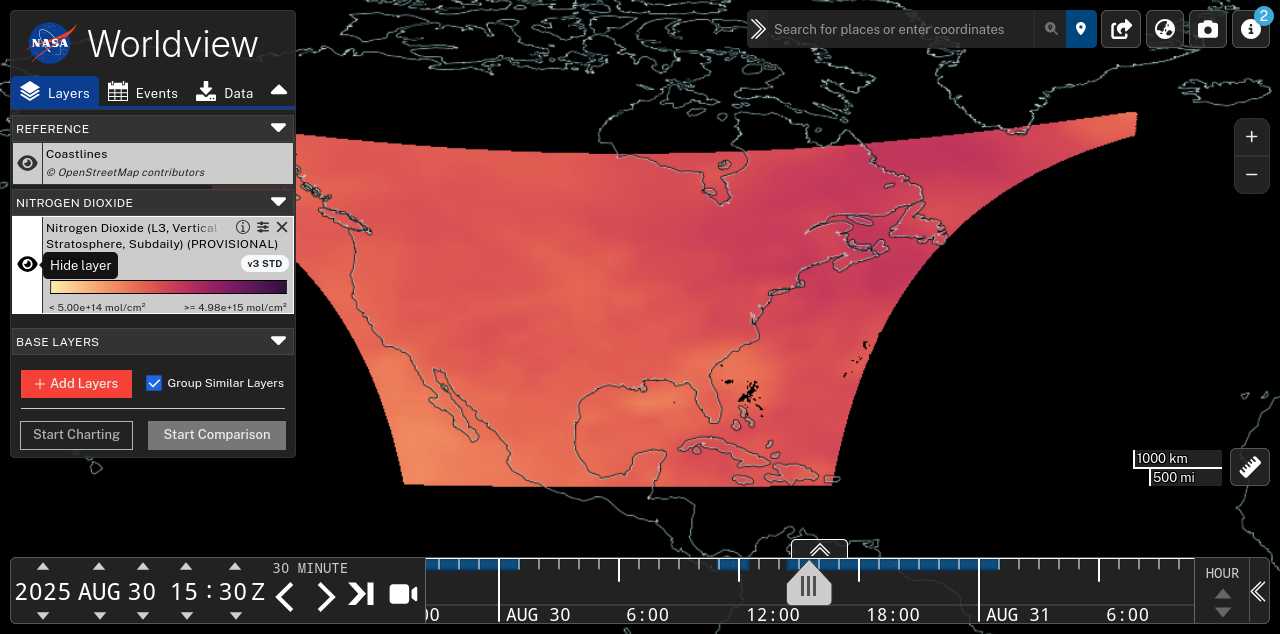 NASA Worldview
Search for places or enter coordinates
2
Layers
Events
Data
REFERENCE
Coastlines
© OpenStreetMap contributors
NITROGEN DIOXIDE
Nitrogen Dioxide (L3, Vertical
Stratosphere, Subdaily) (PROVISIONAL)
Hide layer
v3 STD
< 5.00e+14 mol/cm²
>= 4.98e+15 mol/cm²
BASE LAYERS
+ Add Layers
Group Similar Layers
Start Charting
Start Comparison
+
−
1000 km
500 mi
30 MINUTE
2025 AUG 30 15 : 30 Z
00
AUG 30
6:00
12:00
18:00
AUG 31
6:00
HOUR